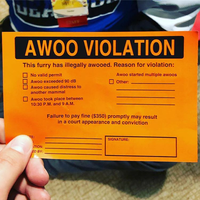 AWOO VIOLATION
This furry has illegally awooed. Reason for violation:
No valid permit
Awoo exceeded 80 dB
Awoo caused distress to
another mammal
Awoo took place between
10:30 P.M. and 9 A.M.
Awoo started multiple awoos
Other:
Failure to pay fine ($350) promptly may result
in a court appearance and conviction
SIGNATURE: